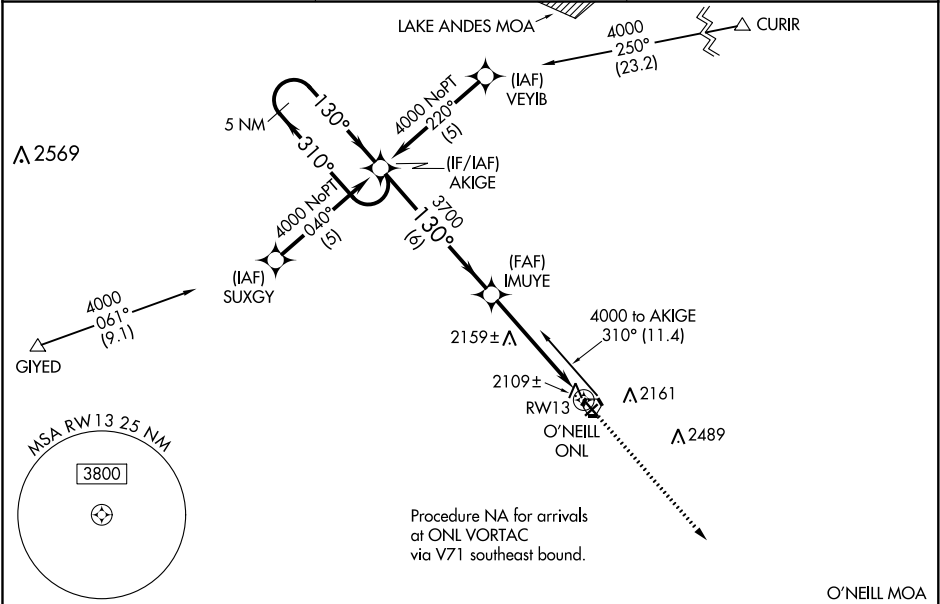 LAKE ANDES MOA
CURIR
4000
250°
(23.2)
(IAF)
VEYIB
4000 NoPT
220°
(5)
130°
5 NM
310°
2569
(IF/IAF)
AKIGE
4000 NoPT
040°
(5)
3700
130°
(6)
(IAF)
SUXGY
(FAF)
IMUYE
4000
061°
(9.1)
GIYED
4000 to AKIGE
310° (11.4)
2159±
2109±
RW13
2161
O'NEILL
ONL
2489
MSA RW13 25 NM
3800
Procedure NA for arrivals
at ONL VORTAC
via V71 southeast bound.
O'NEILL MOA